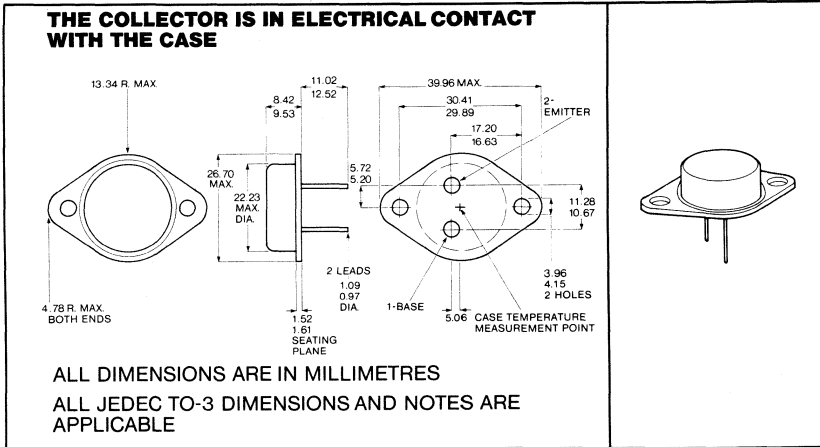 THE COLLECTOR IS IN ELECTRICAL CONTACT
WITH THE CASE
13.34 R. MAX.
8.42
9.53
11.02
12.52
39.96 MAX.
30.41
29.89
2-
EMITTER
17.20
16.63
26.70
MAX.
22.23
MAX.
DIA.
5.72
5.20
11.28
10.67
4.78 R. MAX.
BOTH ENDS
1.52
1.61
SEATING
PLANE
2 LEADS
1.09
0.97
DIA.
1-BASE
5.06
CASE TEMPERATURE
MEASUREMENT POINT
3.96
4.15
2 HOLES
ALL DIMENSIONS ARE IN MILLIMETRES
ALL JEDEC TO-3 DIMENSIONS AND NOTES ARE
APPLICABLE